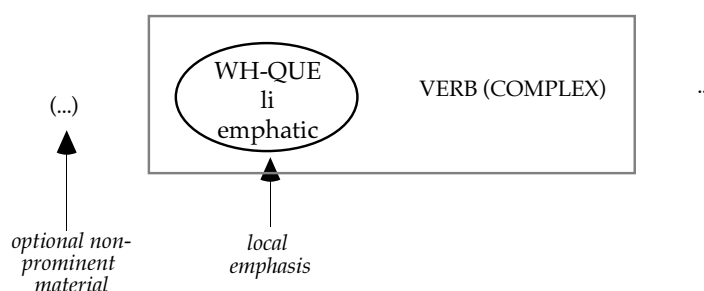 WH-QUE
li
emphatic
VERB (COMPLEX)
(...)
optional non-
prominent
material
local
emphasis